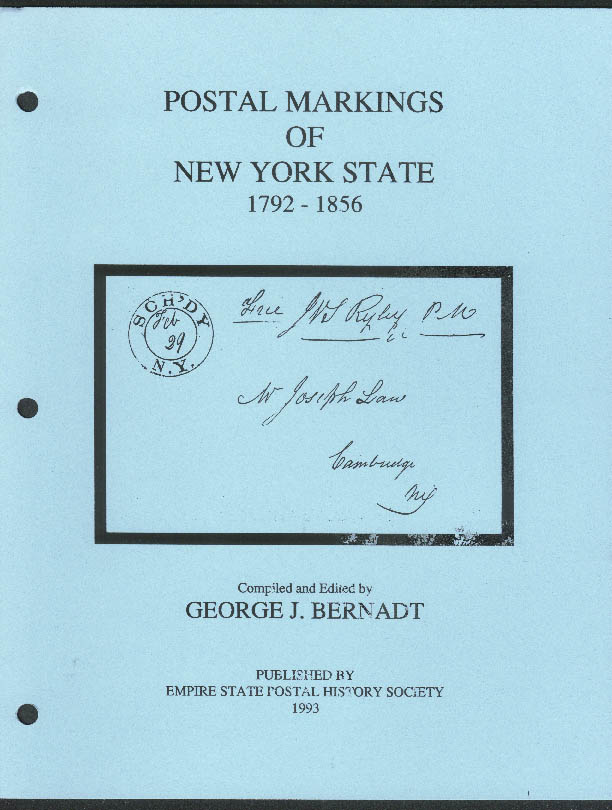 POSTAL MARKINGS
OF
NEW YORK STATE
1792 - 1856
SCH'DY
Feb
29
N.Y.
Free P M
Mr Joseph Law
Cambridge
NY
Compiled and Edited by
GEORGE J. BERNADT
PUBLISHED BY
EMPIRE STATE POSTAL HISTORY SOCIETY
1993